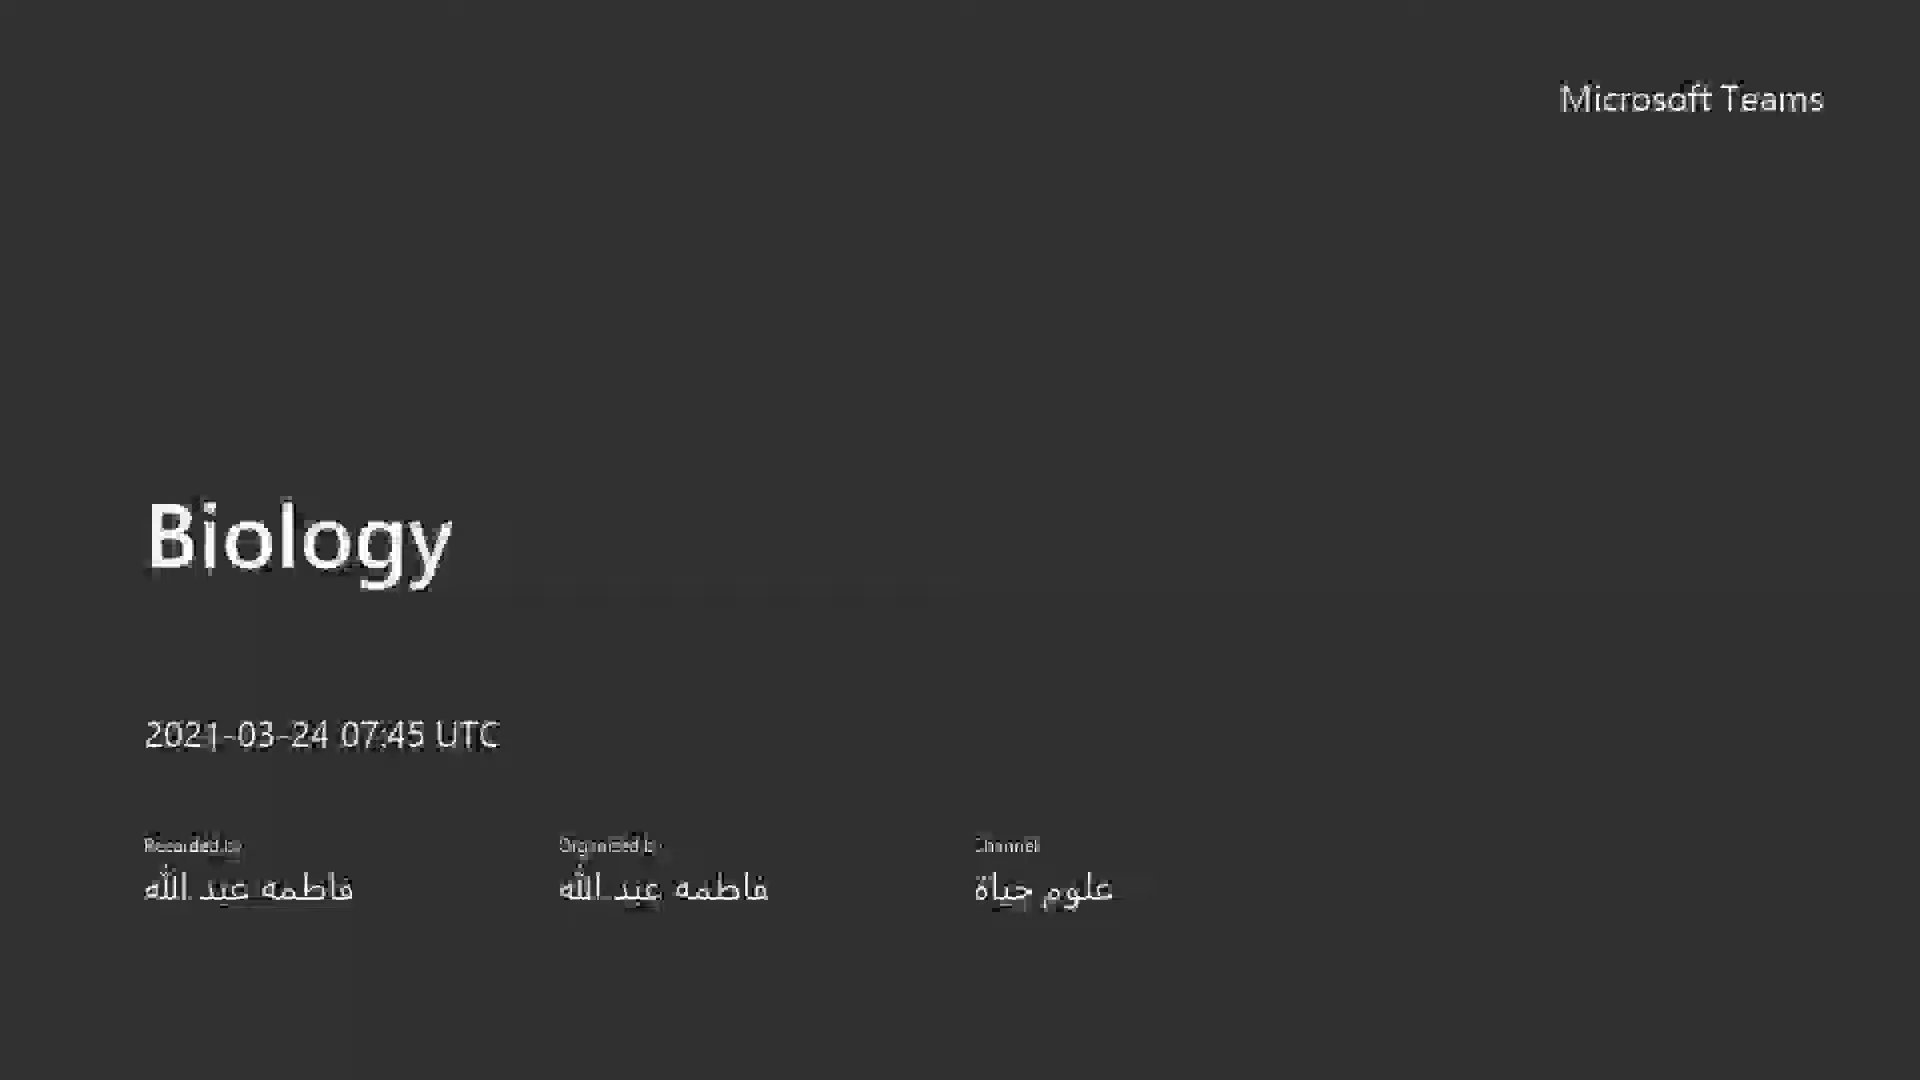 Microsoft Teams
Biology
2021-03-24 07:45 UTC
Recorded by
Organized by
Channel
فاطمه عبد الله
فاطمه عبد الله
علوم حياة